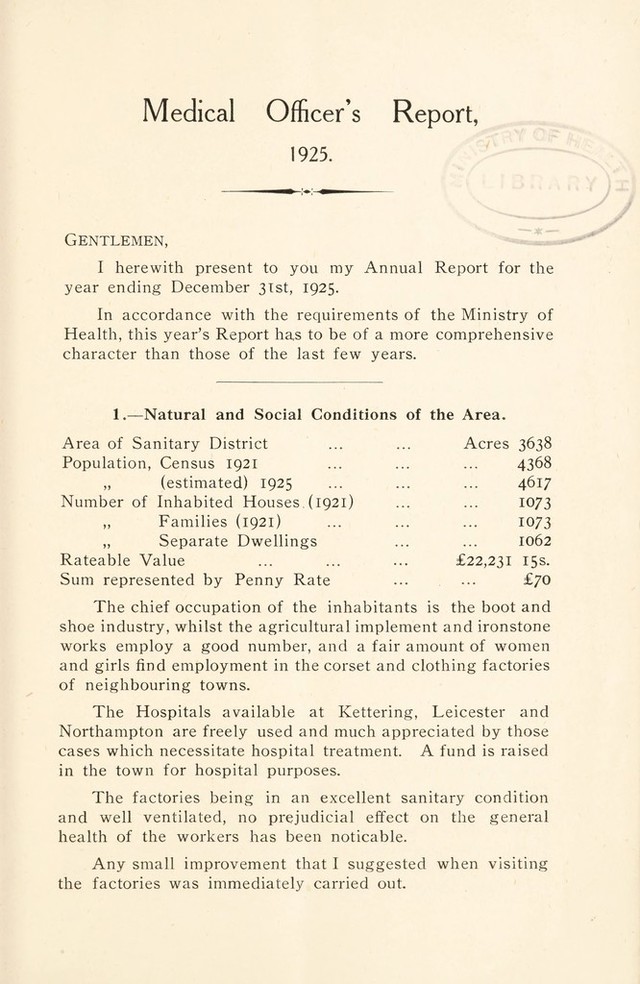 Medical Officer's Report,
1925.
MINISTRY OF HEALTH
LIBRARY
GENTLEMEN,
I herewith present to you my Annual Report for the
year ending December 31st, 1925.
In accordance with the requirements of the Ministry of
Health, this year's Report has to be of a more comprehensive
character than those of the last few years.
1.—Natural and Social Conditions of the Area.
Area of Sanitary District ... ... Acres 3638
Population, Census 1921 ... ... ... 4368
„ (estimated) 1925 ... ... ... 4617
Number of Inhabited Houses (1921) ... ... 1073
„ Families (1921) ... ... ... 1073
„ Separate Dwellings ... ... 1062
Rateable Value ... ... ... £22,231 15s.
Sum represented by Penny Rate ... ... £70
The chief occupation of the inhabitants is the boot and
shoe industry, whilst the agricultural implement and ironstone
works employ a good number, and a fair amount of women
and girls find employment in the corset and clothing factories
of neighbouring towns.
The Hospitals available at Kettering, Leicester and
Northampton are freely used and much appreciated by those
cases which necessitate hospital treatment. A fund is raised
in the town for hospital purposes.
The factories being in an excellent sanitary condition
and well ventilated, no prejudicial effect on the general
health of the workers has been noticable.
Any small improvement that I suggested when visiting
the factories was immediately carried out.